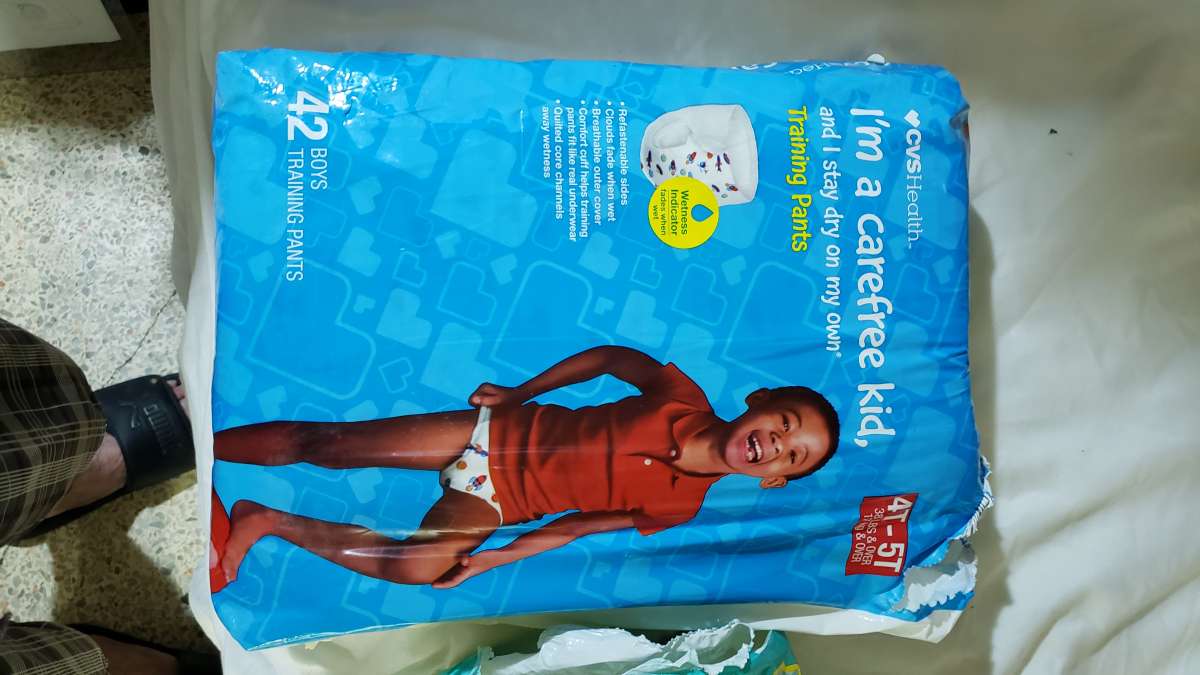 ♥CVSHealth™
I'm a carefree kid,
and I stay dry on my own*
Training Pants
Wetness
Indicator
fades when
wet
• Refastenable sides
• Clouds fade when wet
• Breathable outer cover
• Comfort cuff helps training
pants fit like real underwear
• Quilted core channels
away wetness
4T - 5T
38 LBS & OVER
17 kg & OVER
42 BOYS
TRAINING PANTS
PUMA